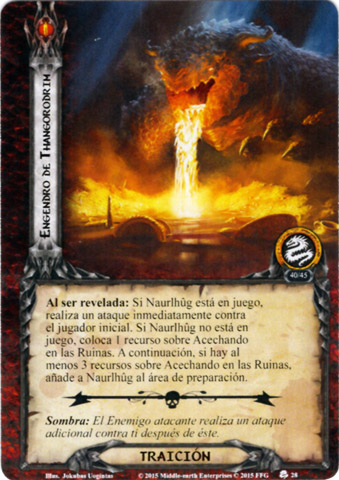 ENGENDRO DE THANGORODRIM
40/45
Al ser revelada: Si Naurlhûg está en juego,
realiza un ataque inmediatamente contra
el jugador inicial. Si Naurlhûg no está en
juego, coloca 1 recurso sobre Acechando
en las Ruinas. A continuación, si hay al
menos 3 recursos sobre Acechando en las Ruinas,
añade a Naurlhûg al área de preparación.
Sombra: El Enemigo atacante realiza un ataque
adicional contra ti después de éste.
TRAICIÓN
Illus. Jokubas Uogintas
© 2015 Middle-earth Enterprises © 2015 FFG
28